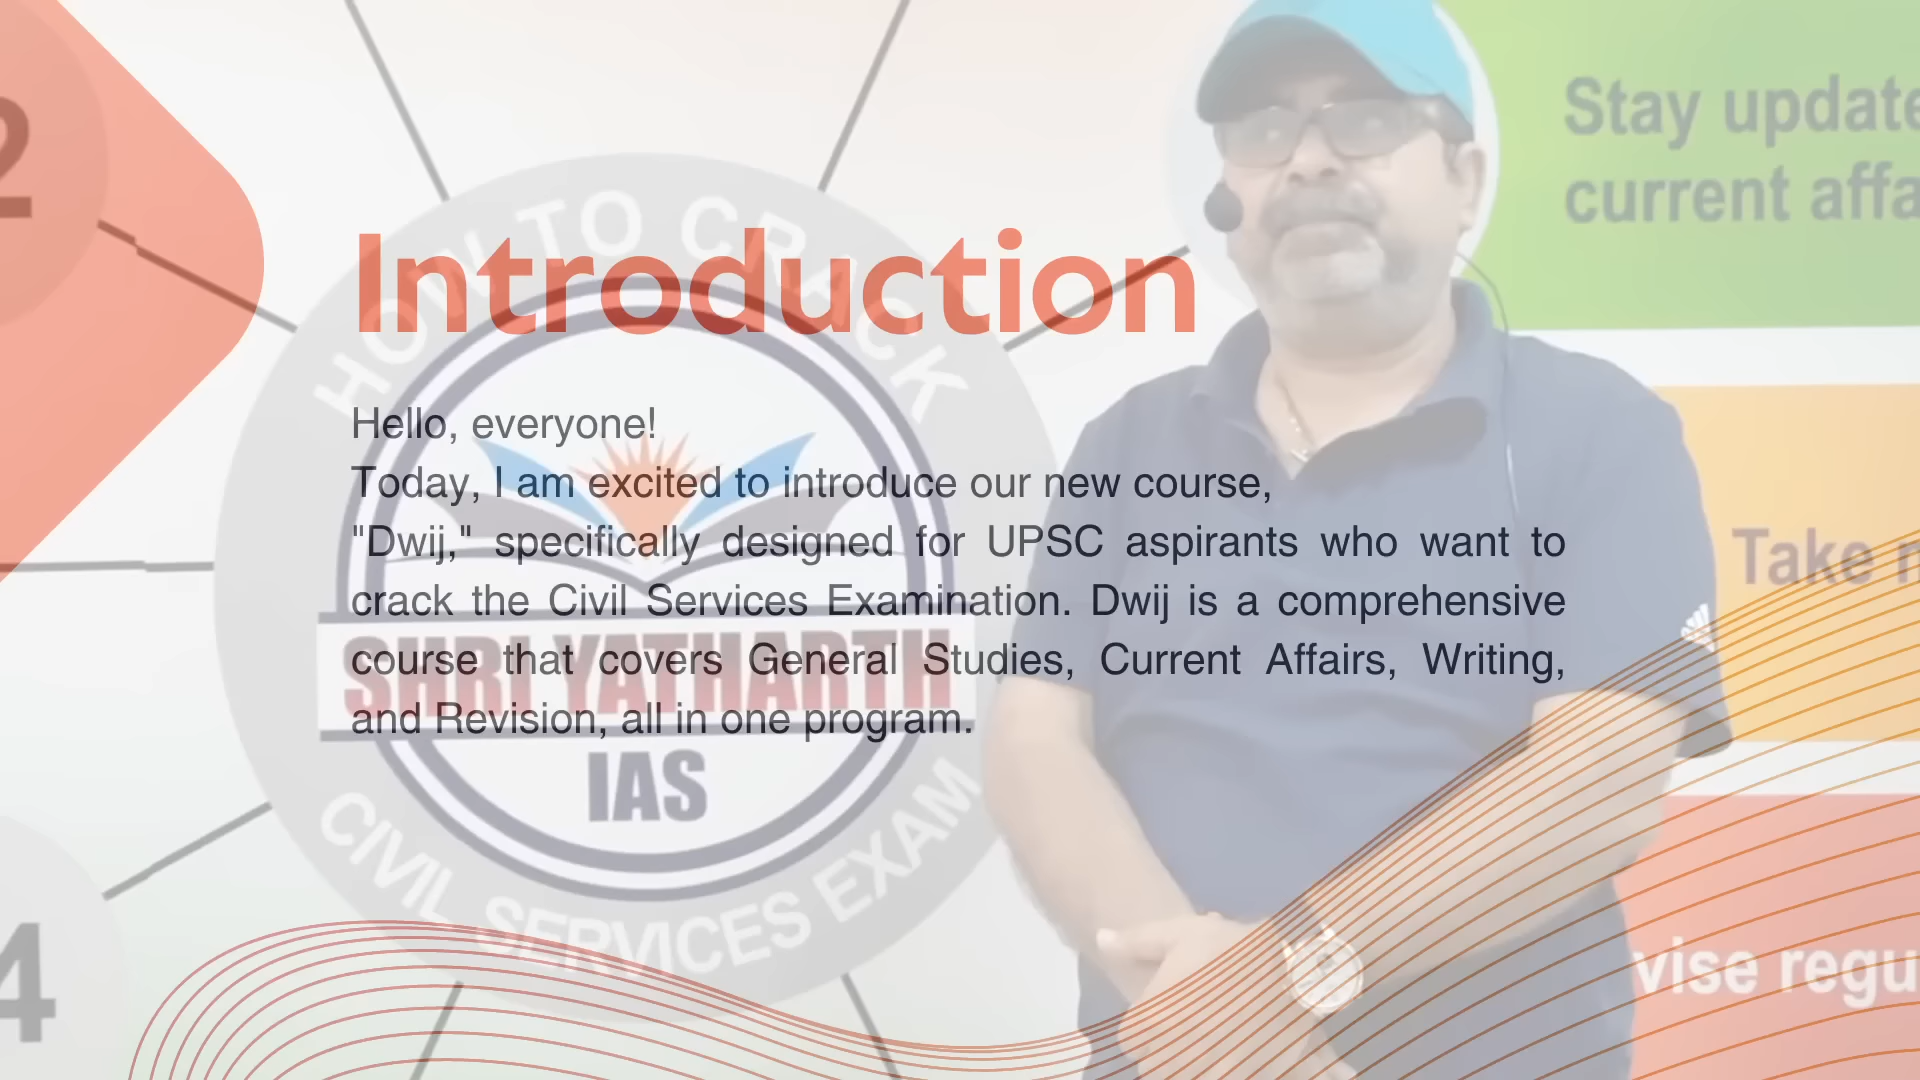 2
Stay update
current affa
HOW TO CRACK
Introduction
Hello, everyone!
Today, I am excited to introduce our new course,
"Dwij," specifically designed for UPSC aspirants who want to
crack the Civil Services Examination. Dwij is a comprehensive
course that covers General Studies, Current Affairs, Writing,
and Revision, all in one program.
Take
SHRI YATHARTH
IAS
CIVIL SERVICES EXAM
vise regu
4